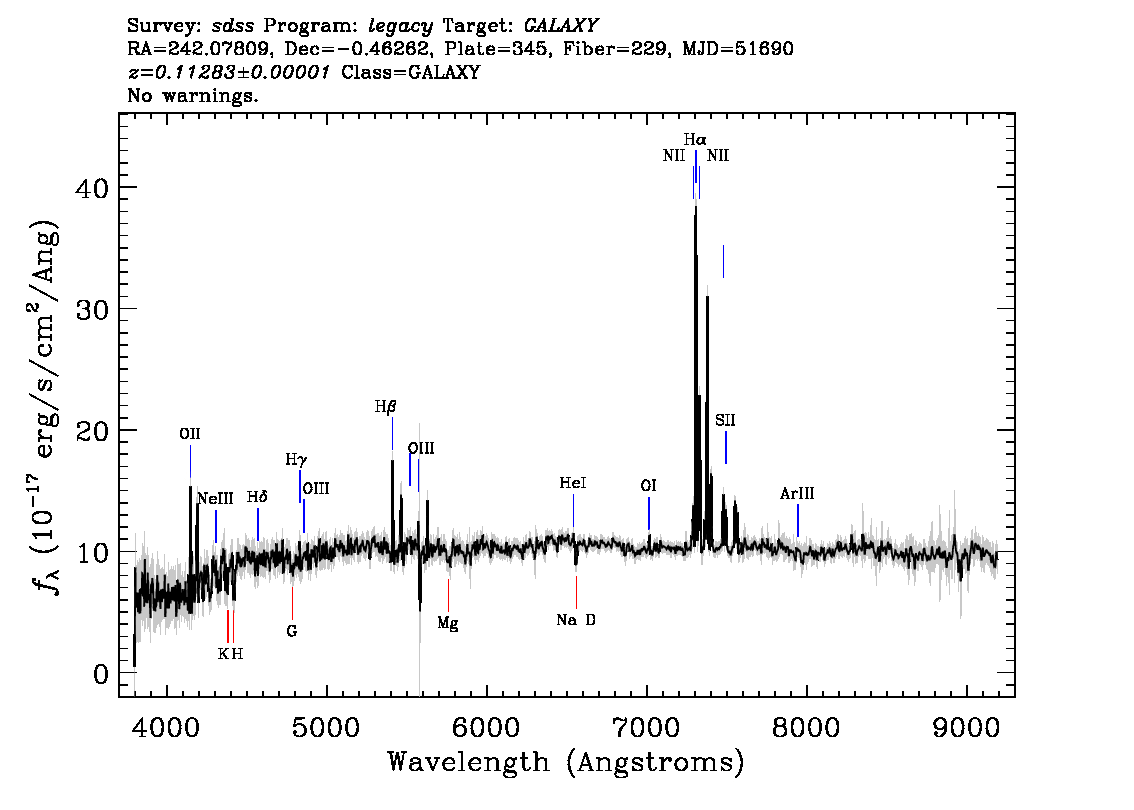 Survey: sdss Program: legacy Target: GALAXY
RA=242.07809, Dec=−0.46262, Plate=345, Fiber=229, MJD=51690
z=0.11283±0.00001 Class=GALAXY
No warnings.
Hα
NII NII
40
30
SII
20
Hβ
OIII
OII
Hγ
OIII
NeIII Hδ
HeI
OI
ArIII
10
K H
G
Mg
Na D
0
f_λ (10^−17 erg/s/cm^2/Ang)
4000 5000 6000 7000 8000 9000
Wavelength (Angstroms)